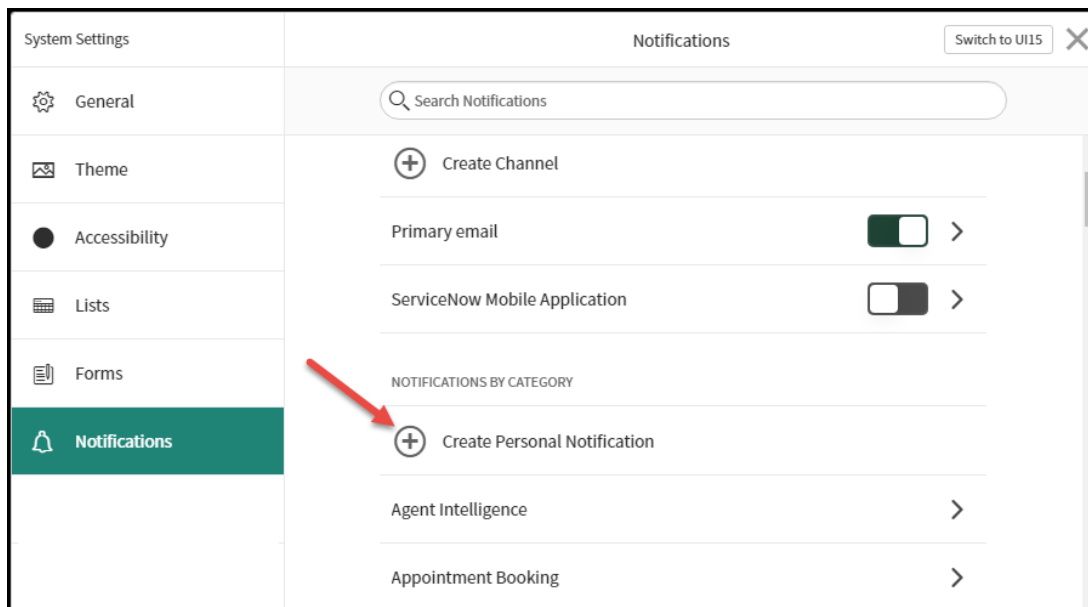 System Settings
Notifications
Switch to UI15
General
Search Notifications
Create Channel
Theme
Primary email
Accessibility
ServiceNow Mobile Application
Lists
Forms
NOTIFICATIONS BY CATEGORY
Notifications
Create Personal Notification
Agent Intelligence
Appointment Booking